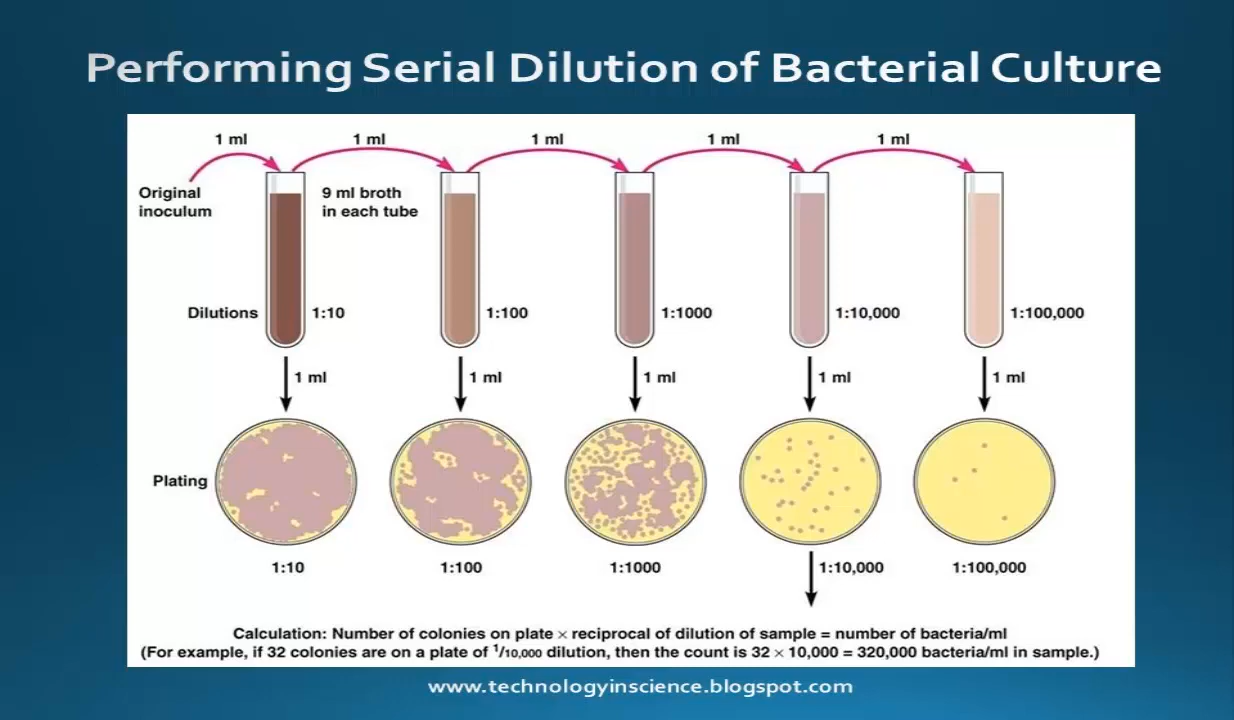 Performing Serial Dilution of Bacterial Culture
1 ml 1 ml 1 ml 1 ml 1 ml
Original
inoculum
9 ml broth
in each tube
Dilutions 1:10 1:100 1:1000 1:10,000 1:100,000
1 ml 1 ml 1 ml 1 ml 1 ml
Plating
1:10 1:100 1:1000 1:10,000 1:100,000
Calculation: Number of colonies on plate × reciprocal of dilution of sample = number of bacteria/ml
(For example, if 32 colonies are on a plate of 1/10,000 dilution, then the count is 32 × 10,000 = 320,000 bacteria/ml in sample.)
www.technologyinscience.blogspot.com